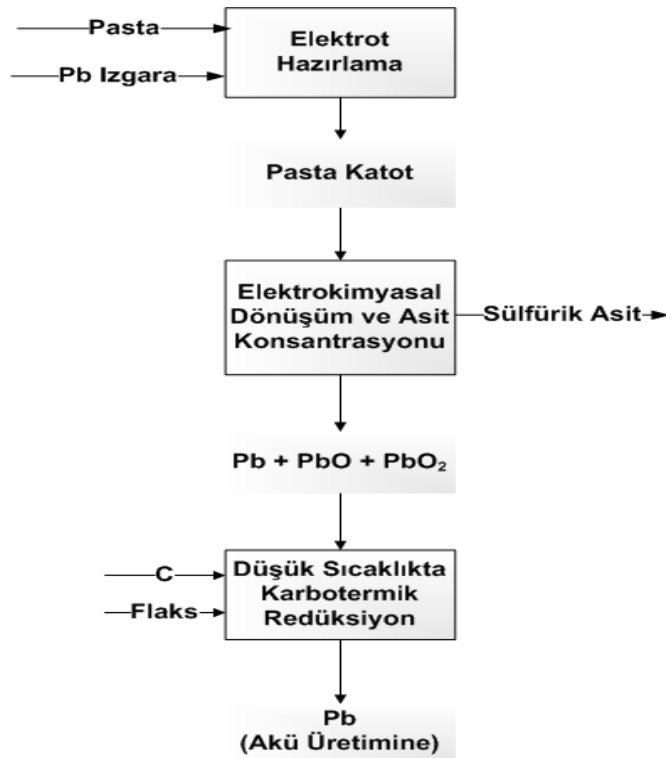 Pasta
Pb Izgara
Elektrot
Hazırlama
Pasta Katot
Elektrokimyasal
Dönüşüm ve Asit
Konsantrasyonu
Sülfürik Asit
Pb + PbO + PbO₂
C
Flaks
Düşük Sıcaklıkta
Karbotermik
Redüksiyon
Pb
(Akü Üretimine)